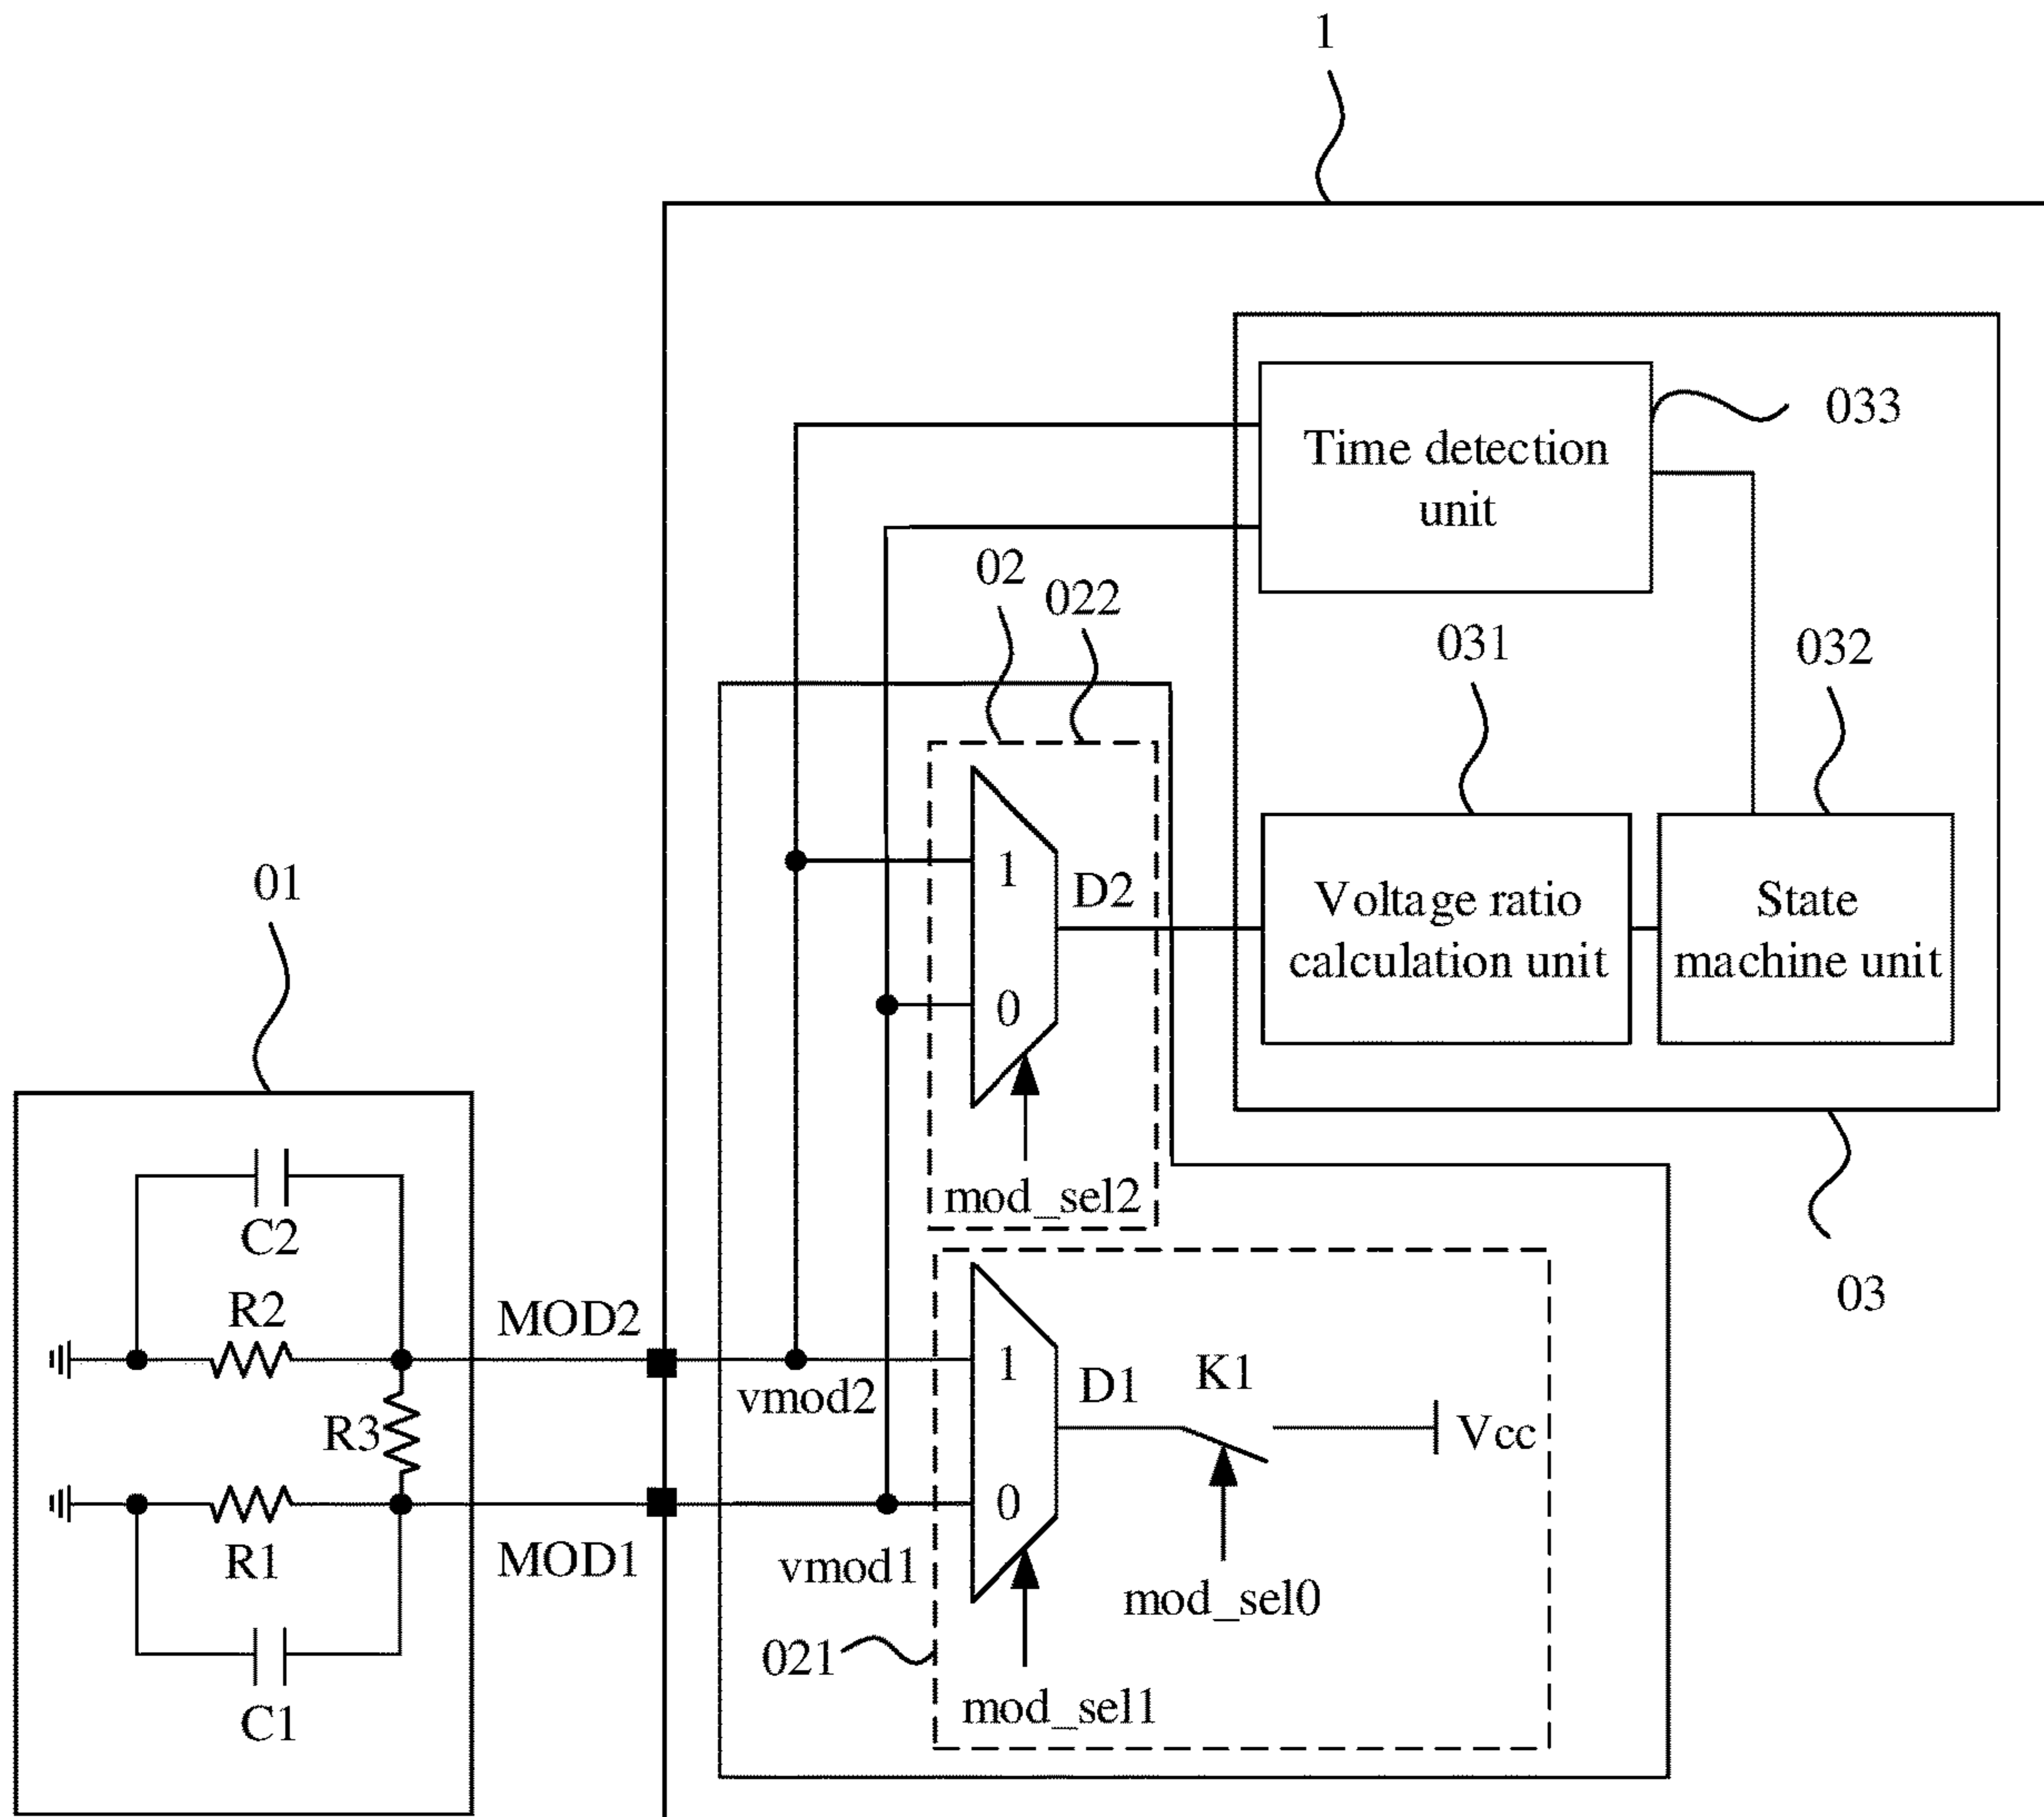 1
033
Time detection
unit
02
022
031
032
1
D2
0
Voltage ratio
calculation unit
State
machine unit
01
mod_sel2
03
C2
R2
MOD2
vmod2
1
D1
K1
Vcc
R3
0
R1
MOD1
vmod1
mod_sel0
021
mod_sel1
C1